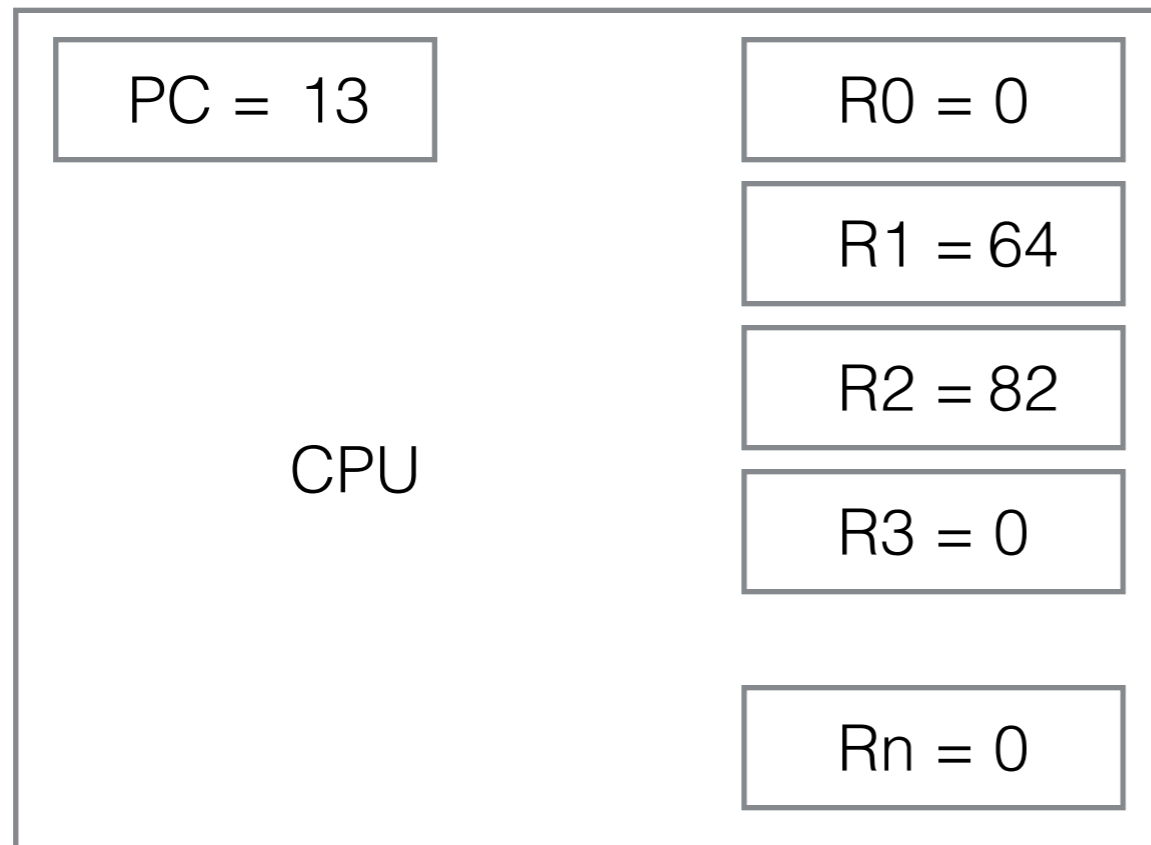 PC = 13
R0 = 0
R1 = 64
R2 = 82
CPU
R3 = 0
Rn = 0